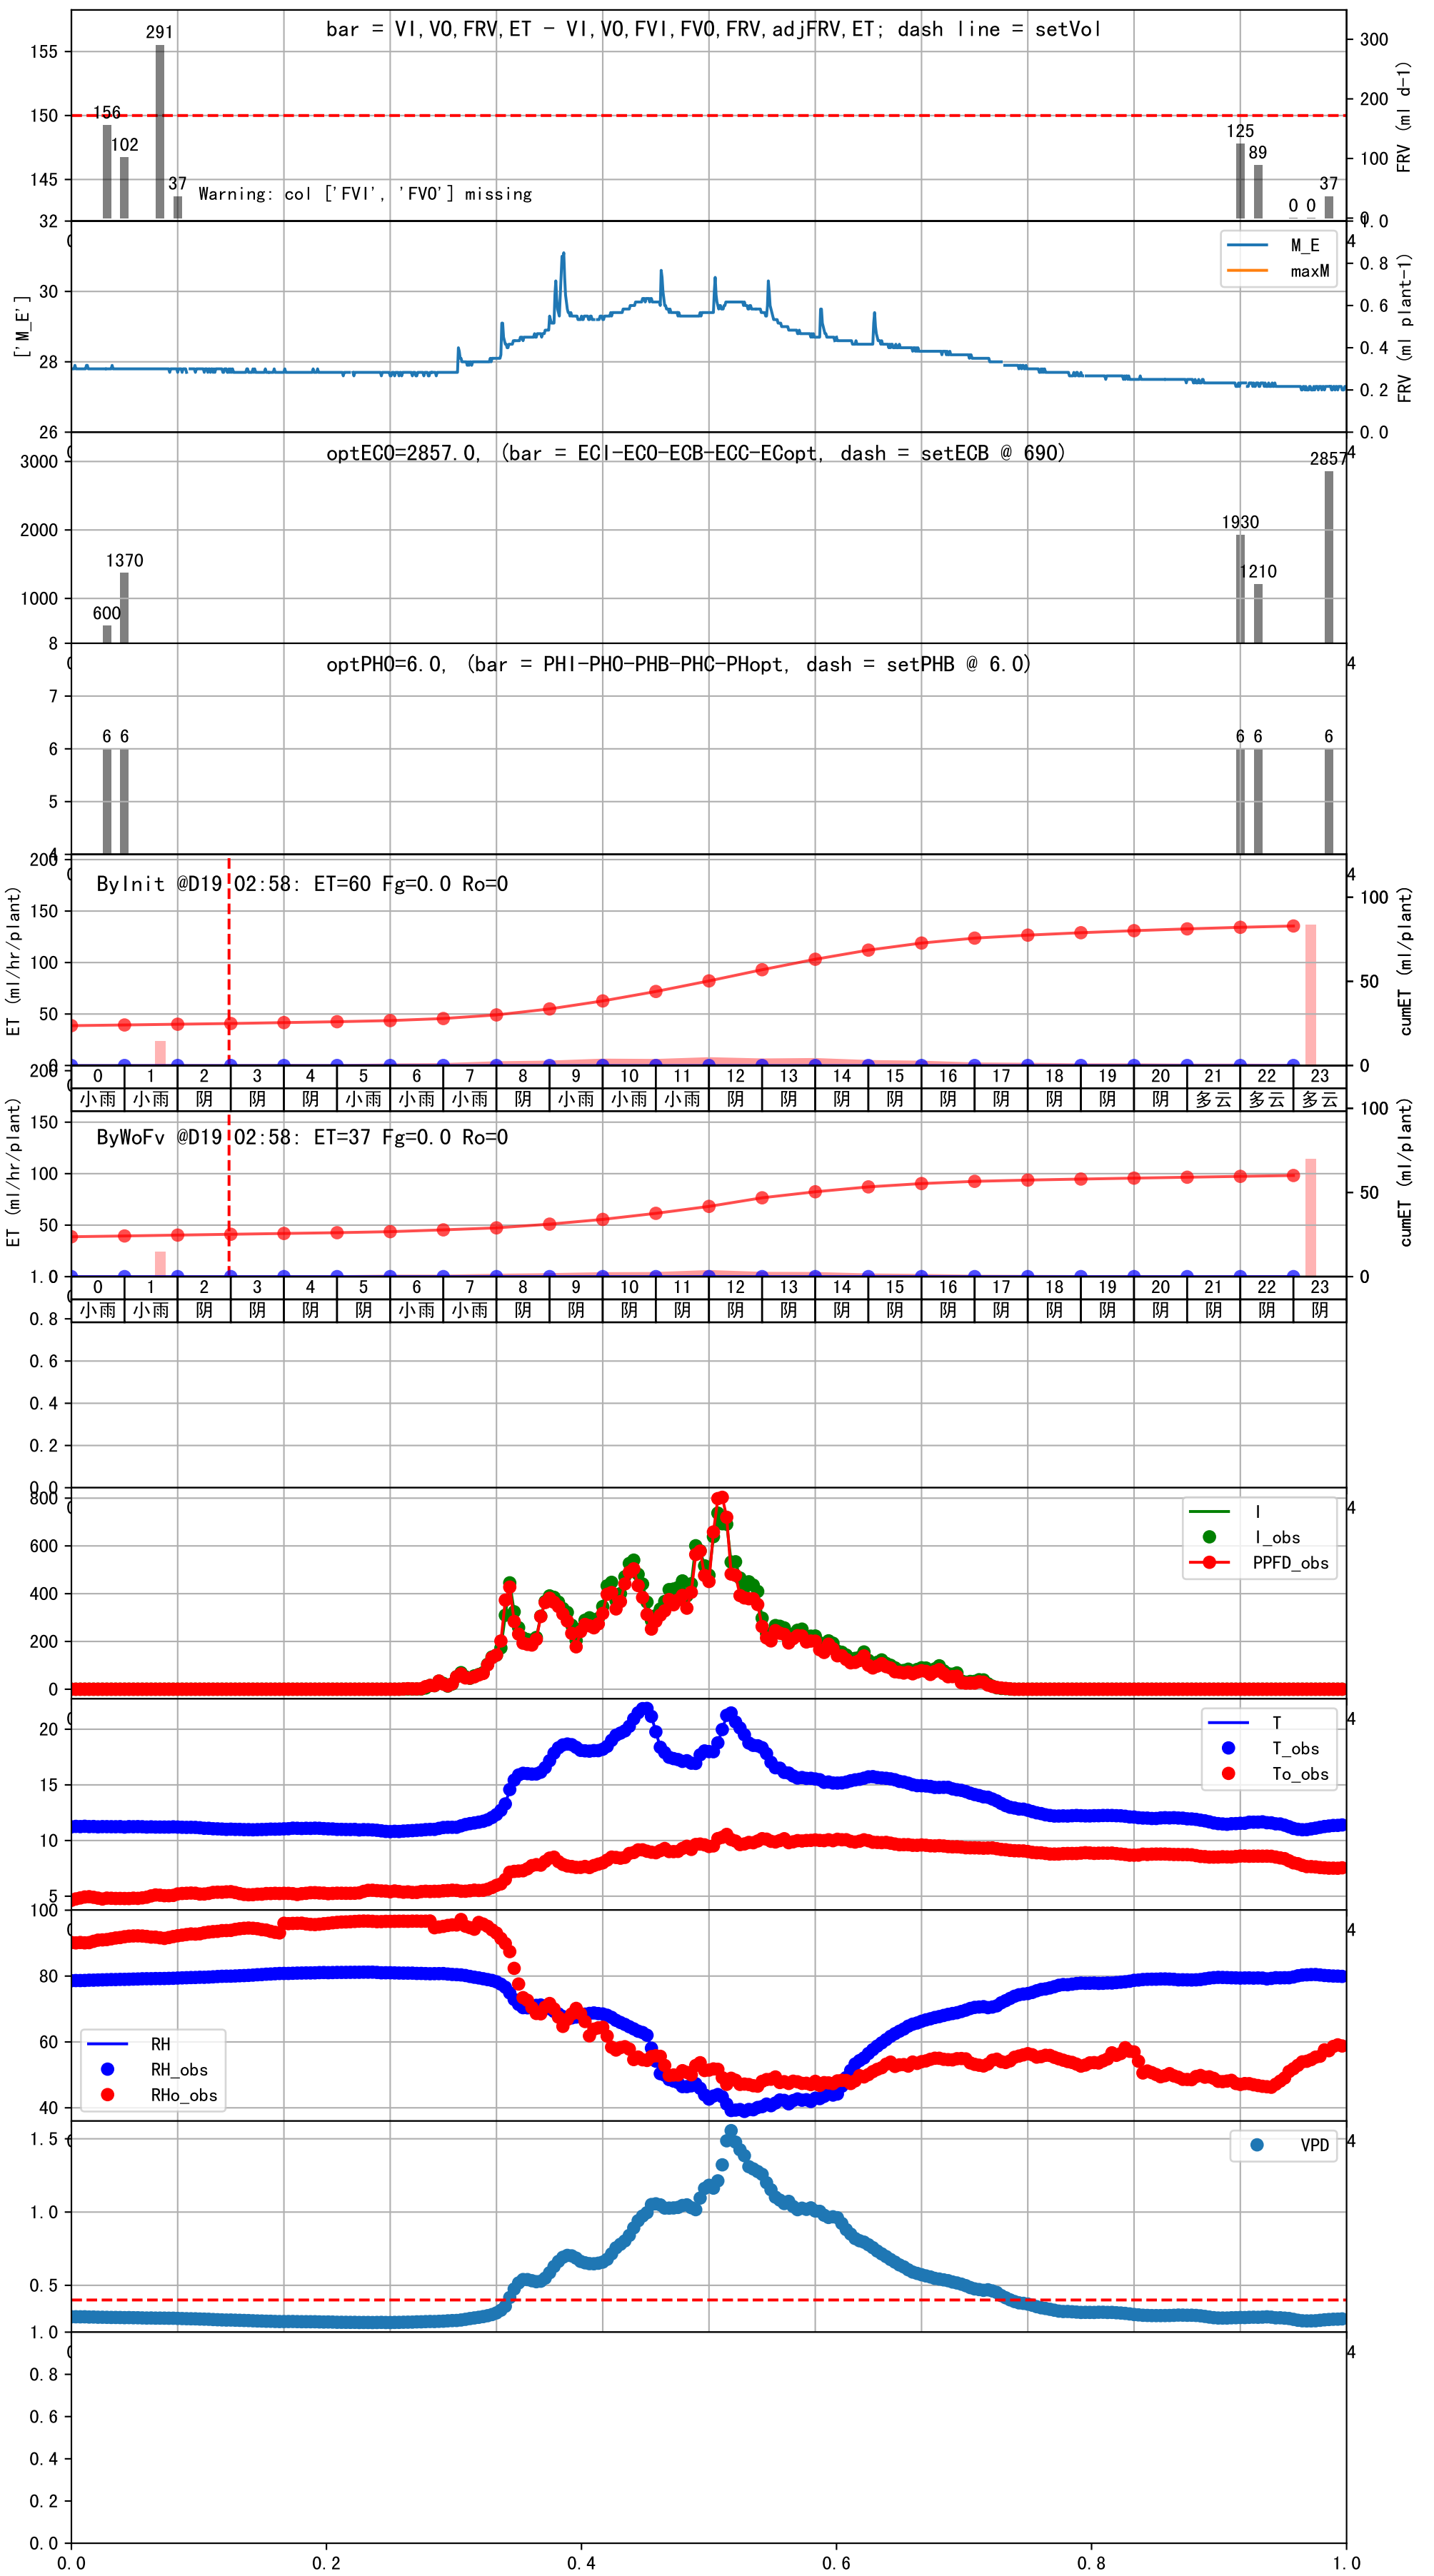 bar = VI,VO,FRV,ET - VI,VO,FVI,FVO,FRV,adjFRV,ET; dash line = setVol
291
156
102
37
125
89
0 0
37
Warning: col ['FVI', 'FVO'] missing
155
150
145
300
200
100
0
FRV (ml d-1)
32
30
28
26
['M_E']
M_E
maxM
1.0
0.8
0.6
0.4
0.2
0.0
FRV (ml plant-1)
optECO=2857.0, (bar = ECI-ECO-ECB-ECC-ECopt, dash = setECB @ 690)
3000
2000
1000
600
1370
1930
1210
2857
optPHO=6.0, (bar = PHI-PHO-PHB-PHC-PHopt, dash = setPHB @ 6.0)
8
7
6
5
4
6 6
6 6
6
ByInit @D19 02:58: ET=60 Fg=0.0 Ro=0
200
150
100
50
0
ET (ml/hr/plant)
100
50
0
cumET (ml/plant)
0 1 2 3 4 5 6 7 8 9 10 11 12 13 14 15 16 17 18 19 20 21 22 23
小雨 小雨 阴 阴 阴 小雨 小雨 小雨 阴 小雨 小雨 小雨 阴 阴 阴 阴 阴 阴 阴 阴 阴 多云 多云 多云
ByWoFv @D19 02:58: ET=37 Fg=0.0 Ro=0
200
150
100
50
ET (ml/hr/plant)
100
50
0
cumET (ml/plant)
0 1 2 3 4 5 6 7 8 9 10 11 12 13 14 15 16 17 18 19 20 21 22 23
小雨 小雨 阴 阴 阴 阴 小雨 小雨 阴 阴 阴 阴 阴 阴 阴 阴 阴 阴 阴 阴 阴 阴 阴 阴
1.0
0.8
0.6
0.4
0.2
0.0
800
600
400
200
0
I
I_obs
PPFD_obs
20
15
10
5
T
T_obs
To_obs
100
80
60
40
RH
RH_obs
RHo_obs
1.5
1.0
0.5
VPD
1.0
0.8
0.6
0.4
0.2
0.0
0.0 0.2 0.4 0.6 0.8 1.0